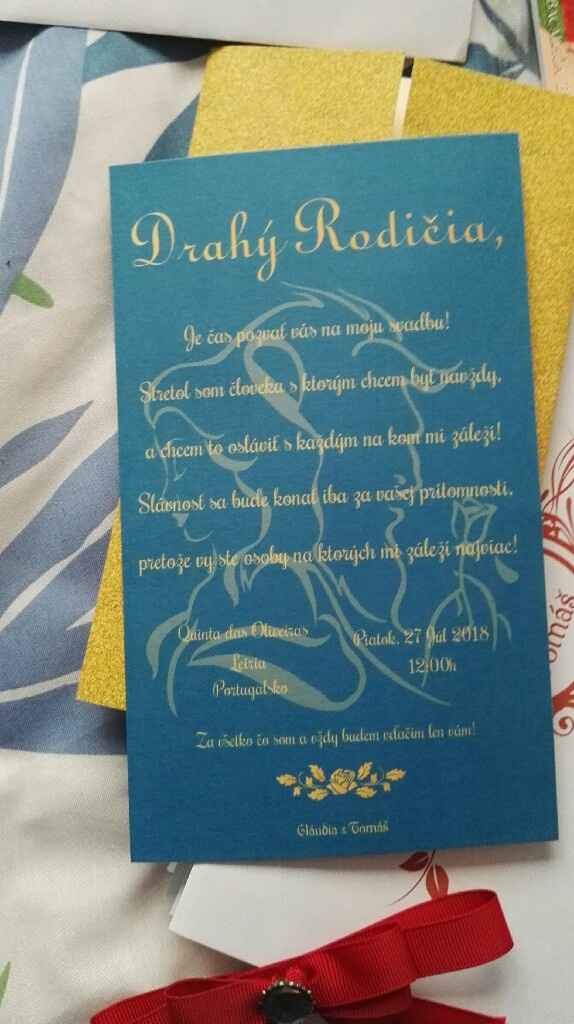 Drahý Rodičia,
Je čas pozvať vás na moju svadbu!
Stretol som človeka s ktorým chcem byť navždy,
a chcem to osláviť s každým na kom mi záleží!
Slávnosť sa bude konať iba za vašej prítomnosti,
pretože vy ste osoby na ktorých mi záleží najviac!
Quinta das Oliveiras
Leiria
Portugalsko
Piatok, 27 Júl 2018
12:00h
Za všetko čo som a vždy budem vďačím len vám!
Cláudia & Tomáš
omáš